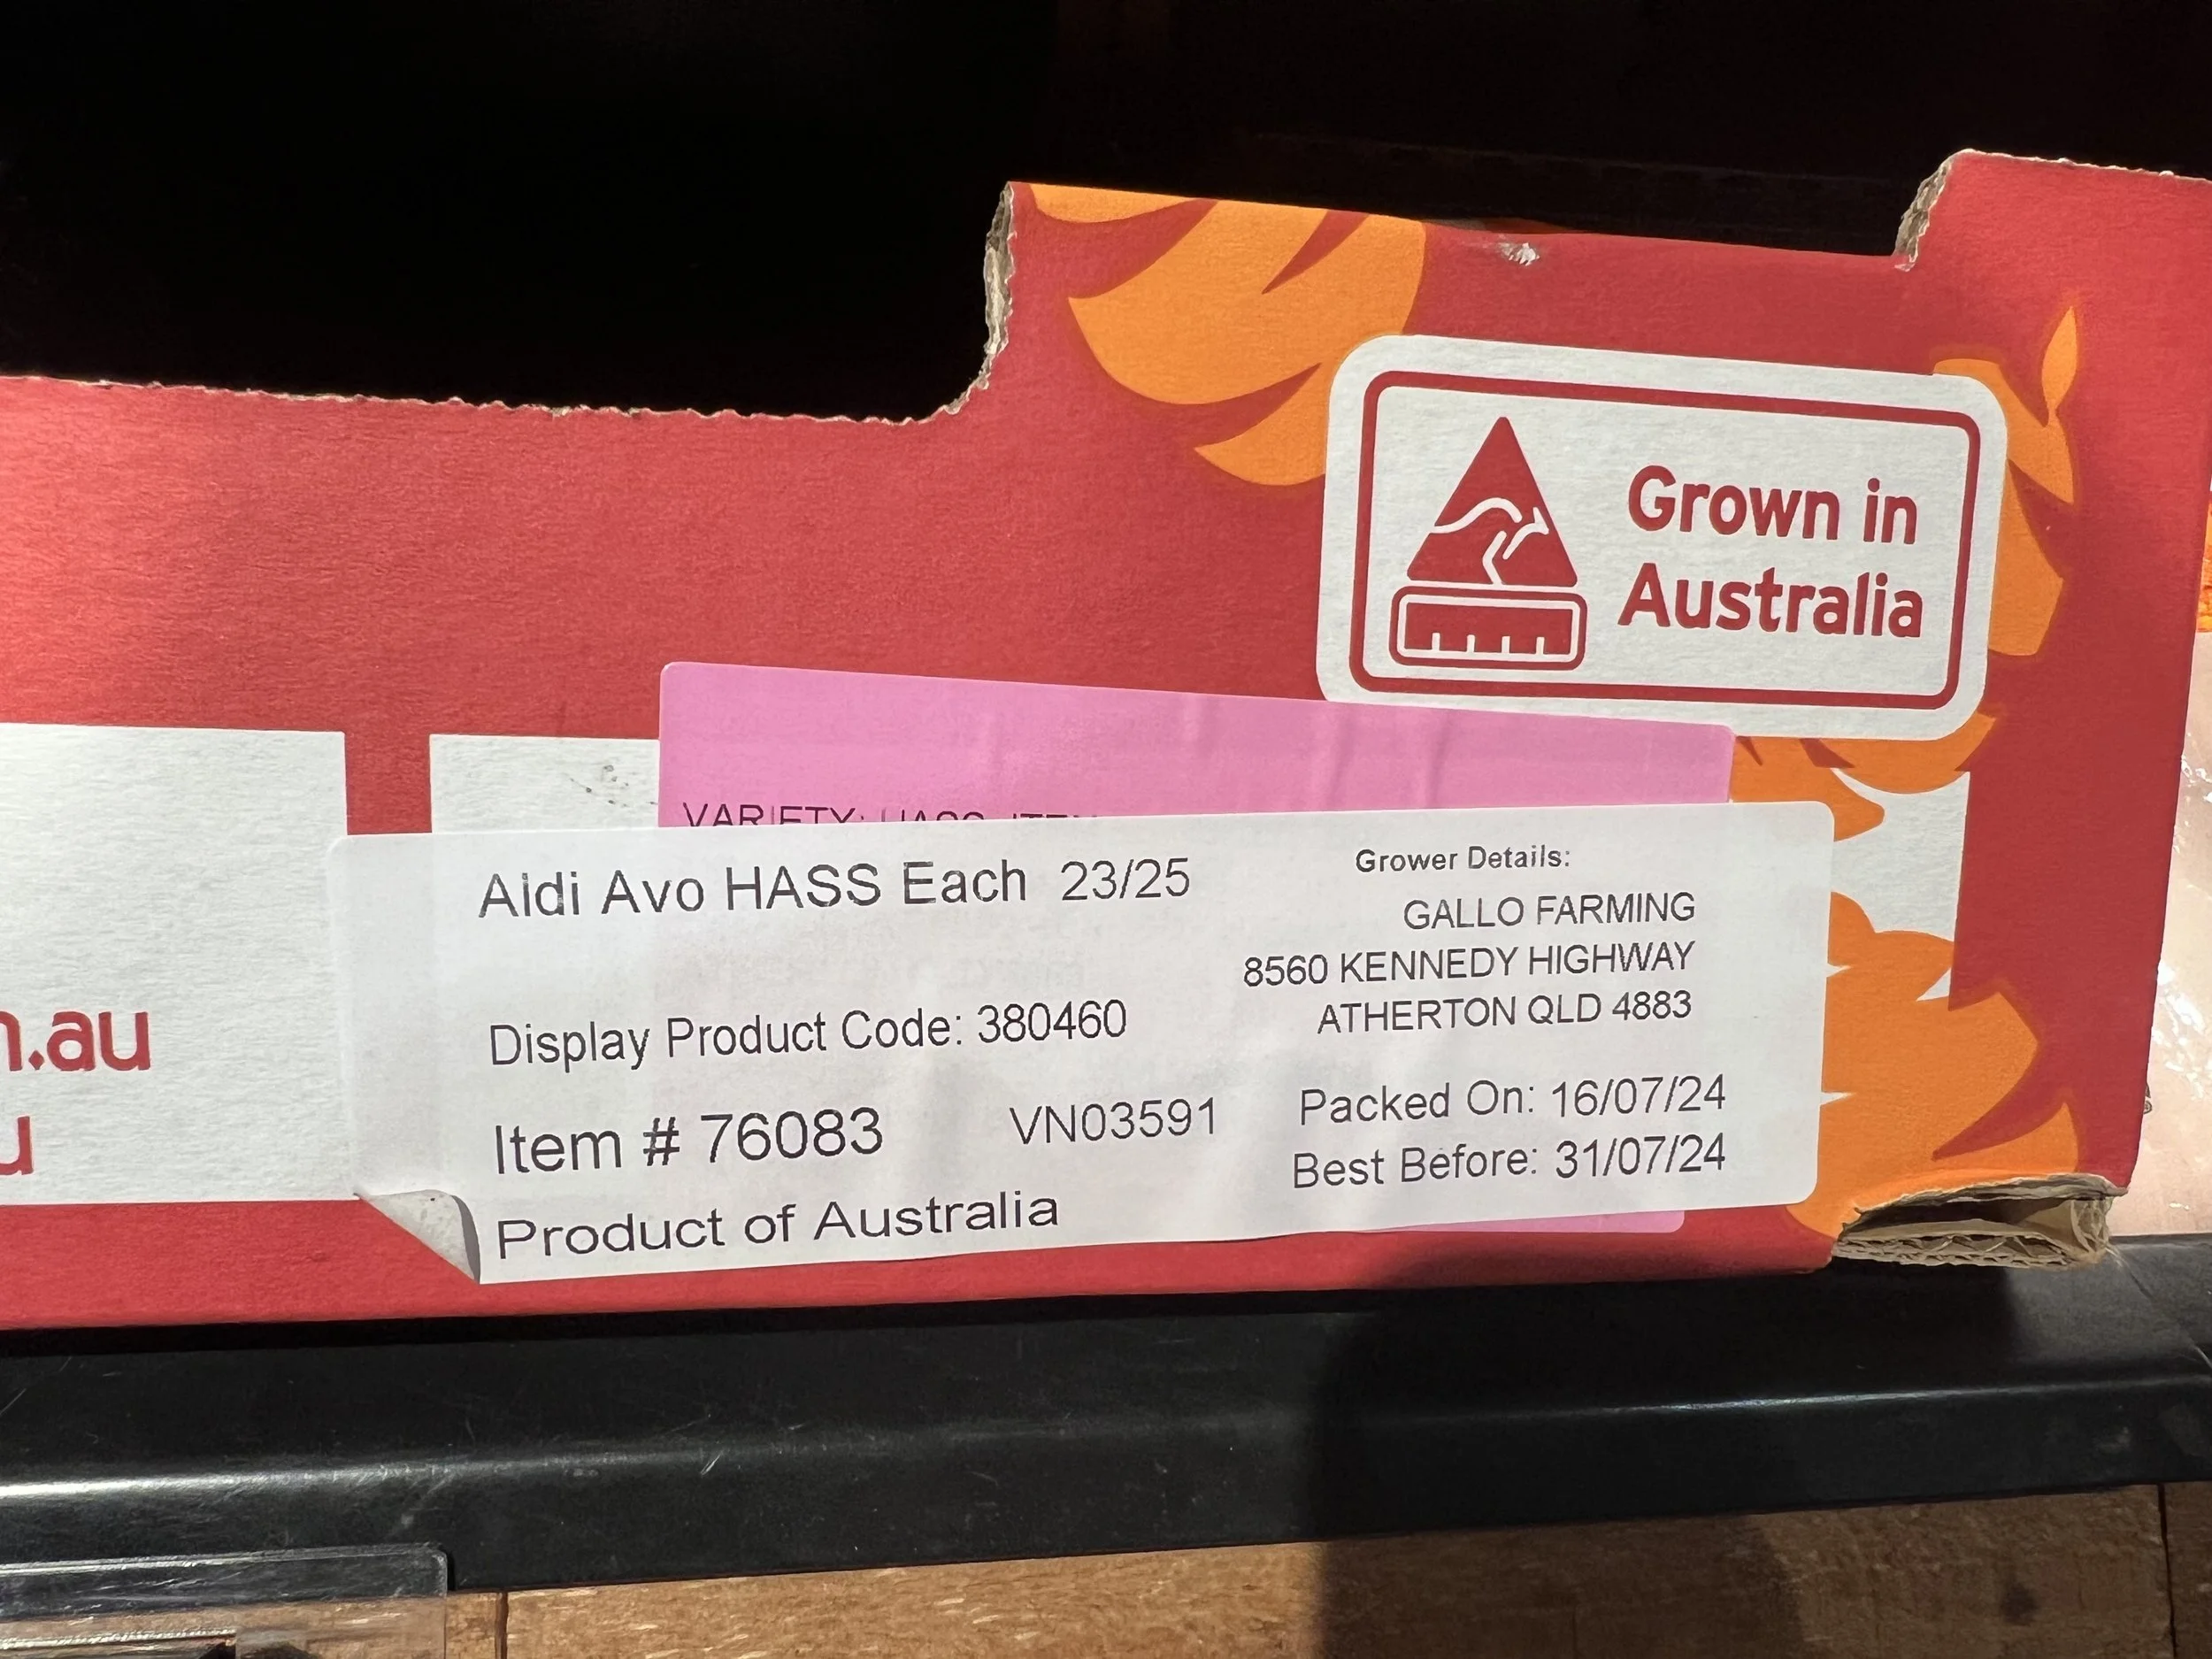 Grown in
Australia
VARIETY: HASS
Aldi Avo HASS Each 23/25
Display Product Code: 380460
Item # 76083 VN03591
Product of Australia
Grower Details:
GALLO FARMING
8560 KENNEDY HIGHWAY
ATHERTON QLD 4883
Packed On: 16/07/24
Best Before: 31/07/24
.au
u